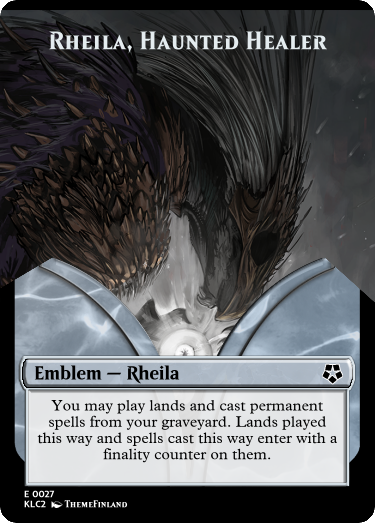 Rheila, Haunted Healer
Emblem — Rheila
You may play lands and cast permanent
spells from your graveyard. Lands played
this way and spells cast this way enter with a
finality counter on them.
E 0027
KLC2 ThemeFinland